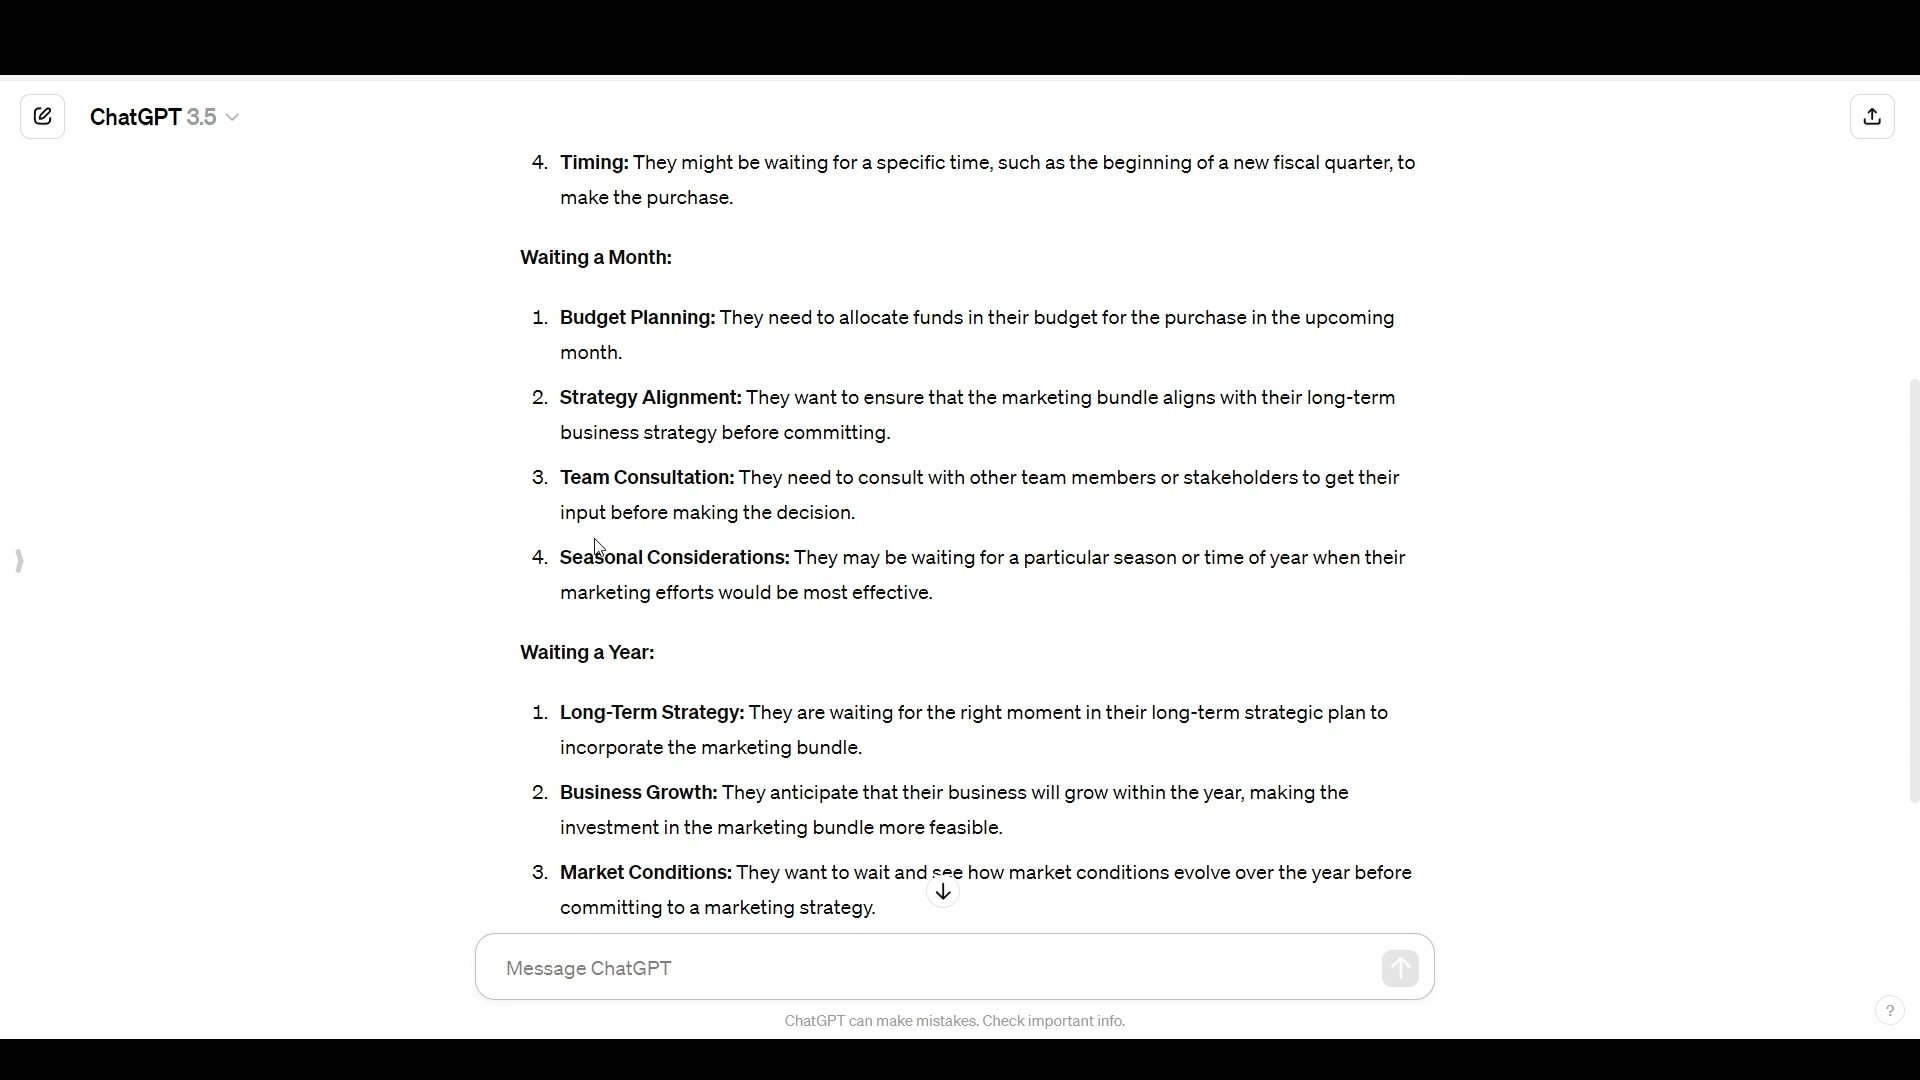 ChatGPT 3.5
4. Timing: They might be waiting for a specific time, such as the beginning of a new fiscal quarter, to
make the purchase.
Waiting a Month:
1. Budget Planning: They need to allocate funds in their budget for the purchase in the upcoming
month.
2. Strategy Alignment: They want to ensure that the marketing bundle aligns with their long-term
business strategy before committing.
3. Team Consultation: They need to consult with other team members or stakeholders to get their
input before making the decision.
4. Seasonal Considerations: They may be waiting for a particular season or time of year when their
marketing efforts would be most effective.
Waiting a Year:
1. Long-Term Strategy: They are waiting for the right moment in their long-term strategic plan to
incorporate the marketing bundle.
2. Business Growth: They anticipate that their business will grow within the year, making the
investment in the marketing bundle more feasible.
3. Market Conditions: They want to wait and see how market conditions evolve over the year before
committing to a marketing strategy.
Message ChatGPT
ChatGPT can make mistakes. Check important info.
?